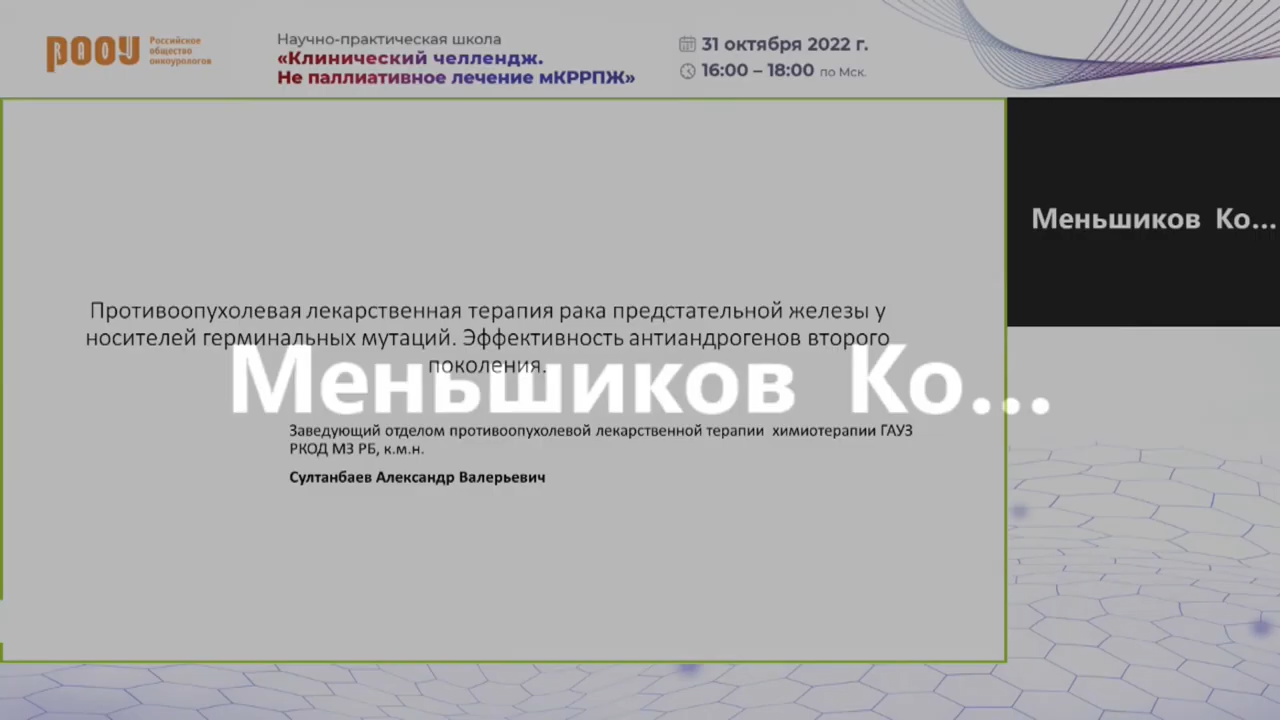 РООУ
Российское
общество
онкоурологов
Научно-практическая школа
«Клинический челлендж.
Не паллиативное лечение мКРРПЖ»
31 октября 2022 г.
16:00 – 18:00 по Мск.
Меньшиков Ко...
Противоопухолевая лекарственная терапия рака предстательной железы у
носителей герминальных мутаций. Эффективность антиандрогенов второго
поколения.
Меньшиков Ко...
Заведующий отделом противоопухолевой лекарственной терапии химиотерапии ГАУЗ
РКОД МЗ РБ, к.м.н.
Султанбаев Александр Валерьевич